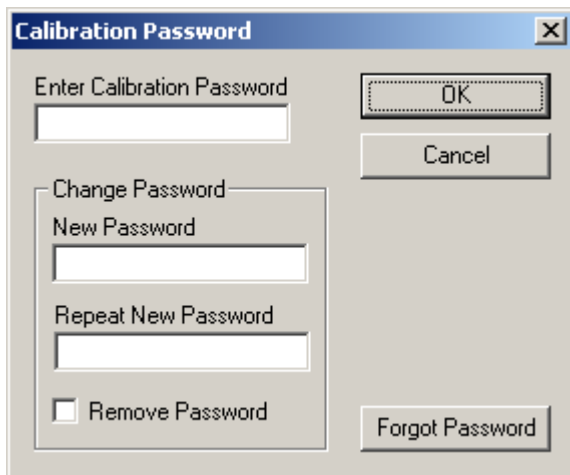 Calibration Password
Enter Calibration Password
OK
Cancel
Change Password
New Password
Repeat New Password
Remove Password
Forgot Password